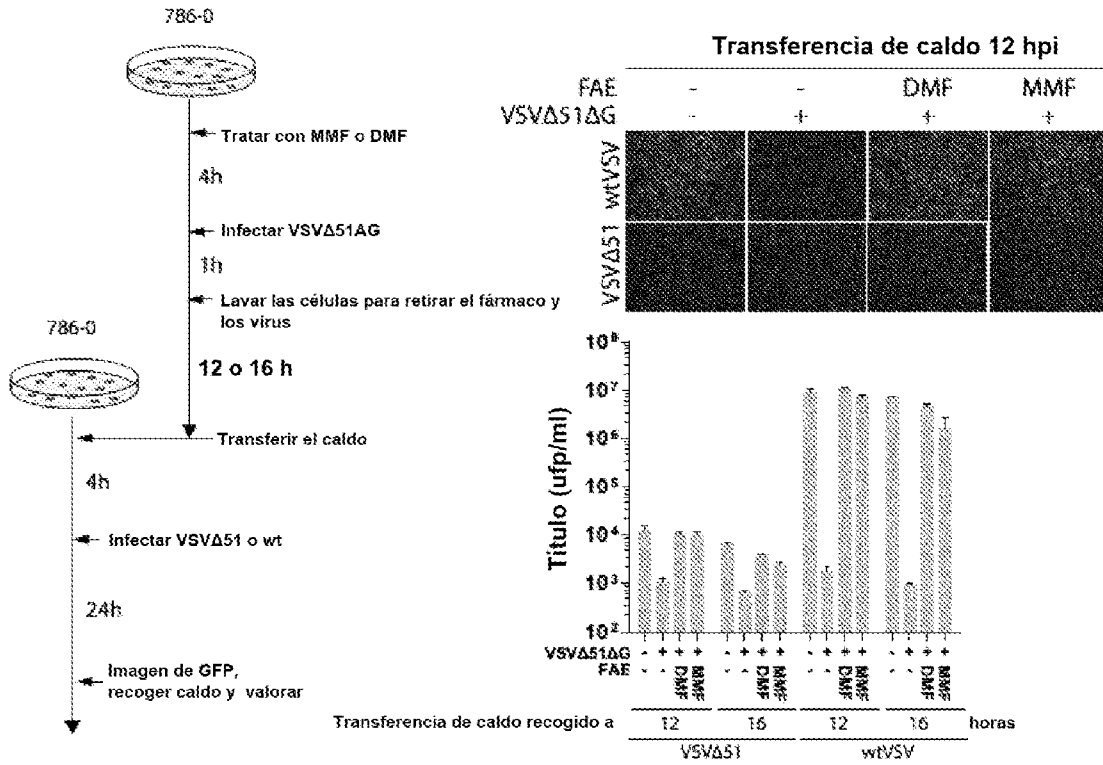 786-0
Tratar con MMF o DMF
4h
Infectar VSVΔ51AG
1h
Lavar las células para retirar el fármaco y
los virus
786-0
12 o 16 h
Transferir el caldo
4h
Infectar VSVΔ51 o wt
24h
Imagen de GFP,
recoger caldo y valorar
Transferencia de caldo 12 hpi
FAE - - DMF MMF
VSVΔ51ΔG - + + +
wtVSV
VSVΔ51
Título (ufp/ml)
10⁸
10⁷
10⁶
10⁵
10⁴
10³
10²
VSVΔ51ΔG - + + + - + + + - + + + - + + +
FAE - - DMF MMF - - DMF MMF - - DMF MMF - - DMF MMF
Transferencia de caldo recogido a 12 16 12 16 horas
VSVΔ51 wtVSV